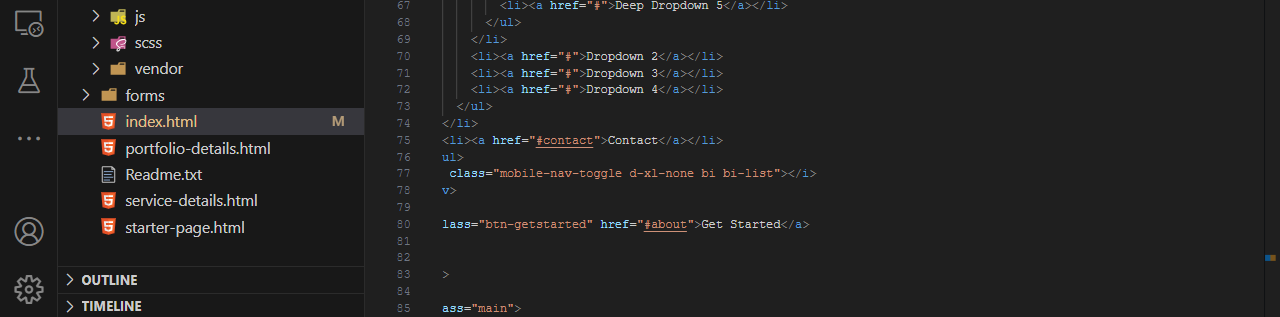 js
scss
vendor
forms
index.html M
portfolio-details.html
Readme.txt
service-details.html
starter-page.html
OUTLINE
TIMELINE
67 <li><a href="#">Deep Dropdown 5</a></li>
68 </ul>
69 </li>
70 <li><a href="#">Dropdown 2</a></li>
71 <li><a href="#">Dropdown 3</a></li>
72 <li><a href="#">Dropdown 4</a></li>
73 </ul>
74 </li>
75 <li><a href="#contact">Contact</a></li>
76 ul>
77 class="mobile-nav-toggle d-xl-none bi bi-list"></i>
78 v>
79
80 lass="btn-getstarted" href="#about">Get Started</a>
81
82
83 >
84
85 ass="main">